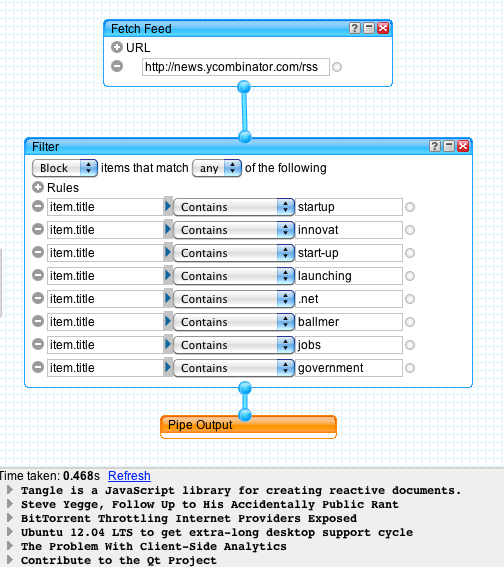 Fetch Feed
URL
http://news.ycombinator.com/rss
Filter
Block items that match any of the following
Rules
item.title Contains startup
item.title Contains innovat
item.title Contains start-up
item.title Contains launching
item.title Contains .net
item.title Contains ballmer
item.title Contains jobs
item.title Contains government
Pipe Output
Time taken: 0.468s Refresh
Tangle is a JavaScript library for creating reactive documents.
Steve Yegge, Follow Up to His Accidentally Public Rant
BitTorrent Throttling Internet Providers Exposed
Ubuntu 12.04 LTS to get extra-long desktop support cycle
The Problem With Client-Side Analytics
Contribute to the Qt Project